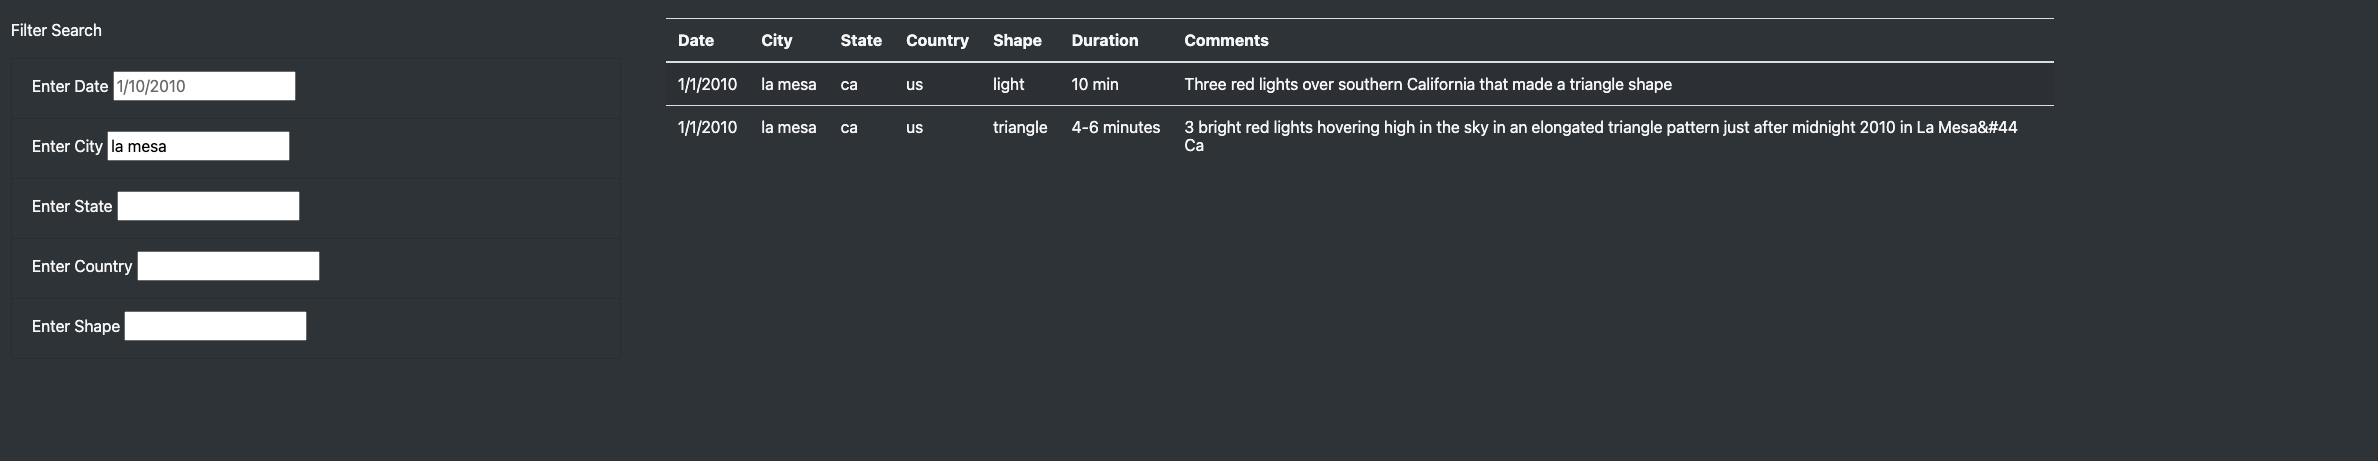 Filter Search
Enter Date 1/10/2010
Enter City la mesa
Enter State
Enter Country
Enter Shape
Date City State Country Shape Duration Comments
1/1/2010 la mesa ca us light 10 min Three red lights over southern California that made a triangle shape
1/1/2010 la mesa ca us triangle 4-6 minutes 3 bright red lights hovering high in the sky in an elongated triangle pattern just after midnight 2010 in La Mesa&#44
Ca